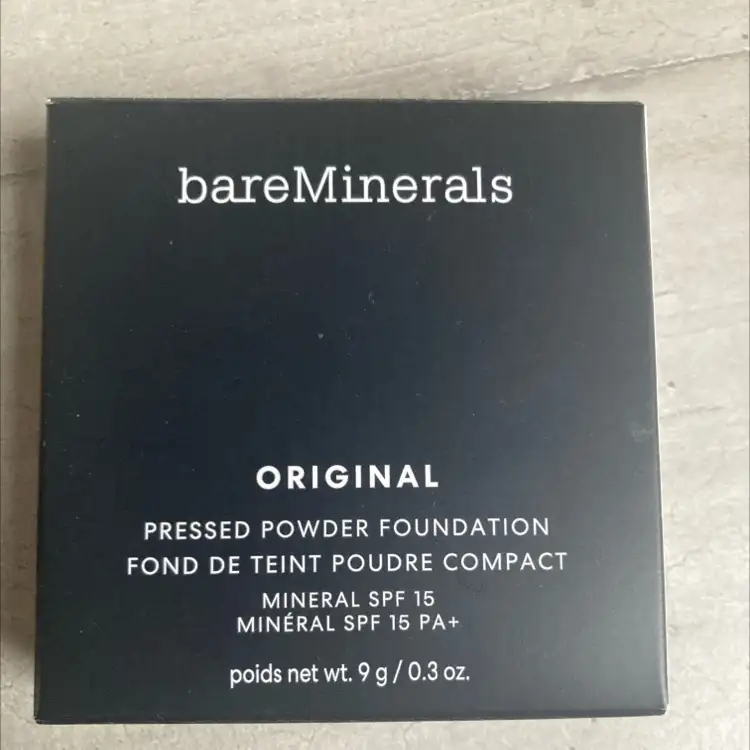 bareMinerals
ORIGINAL
PRESSED POWDER FOUNDATION
FOND DE TEINT POUDRE COMPACT
MINERAL SPF 15
MINÉRAL SPF 15 PA+
poids net wt. 9 g / 0.3 oz.